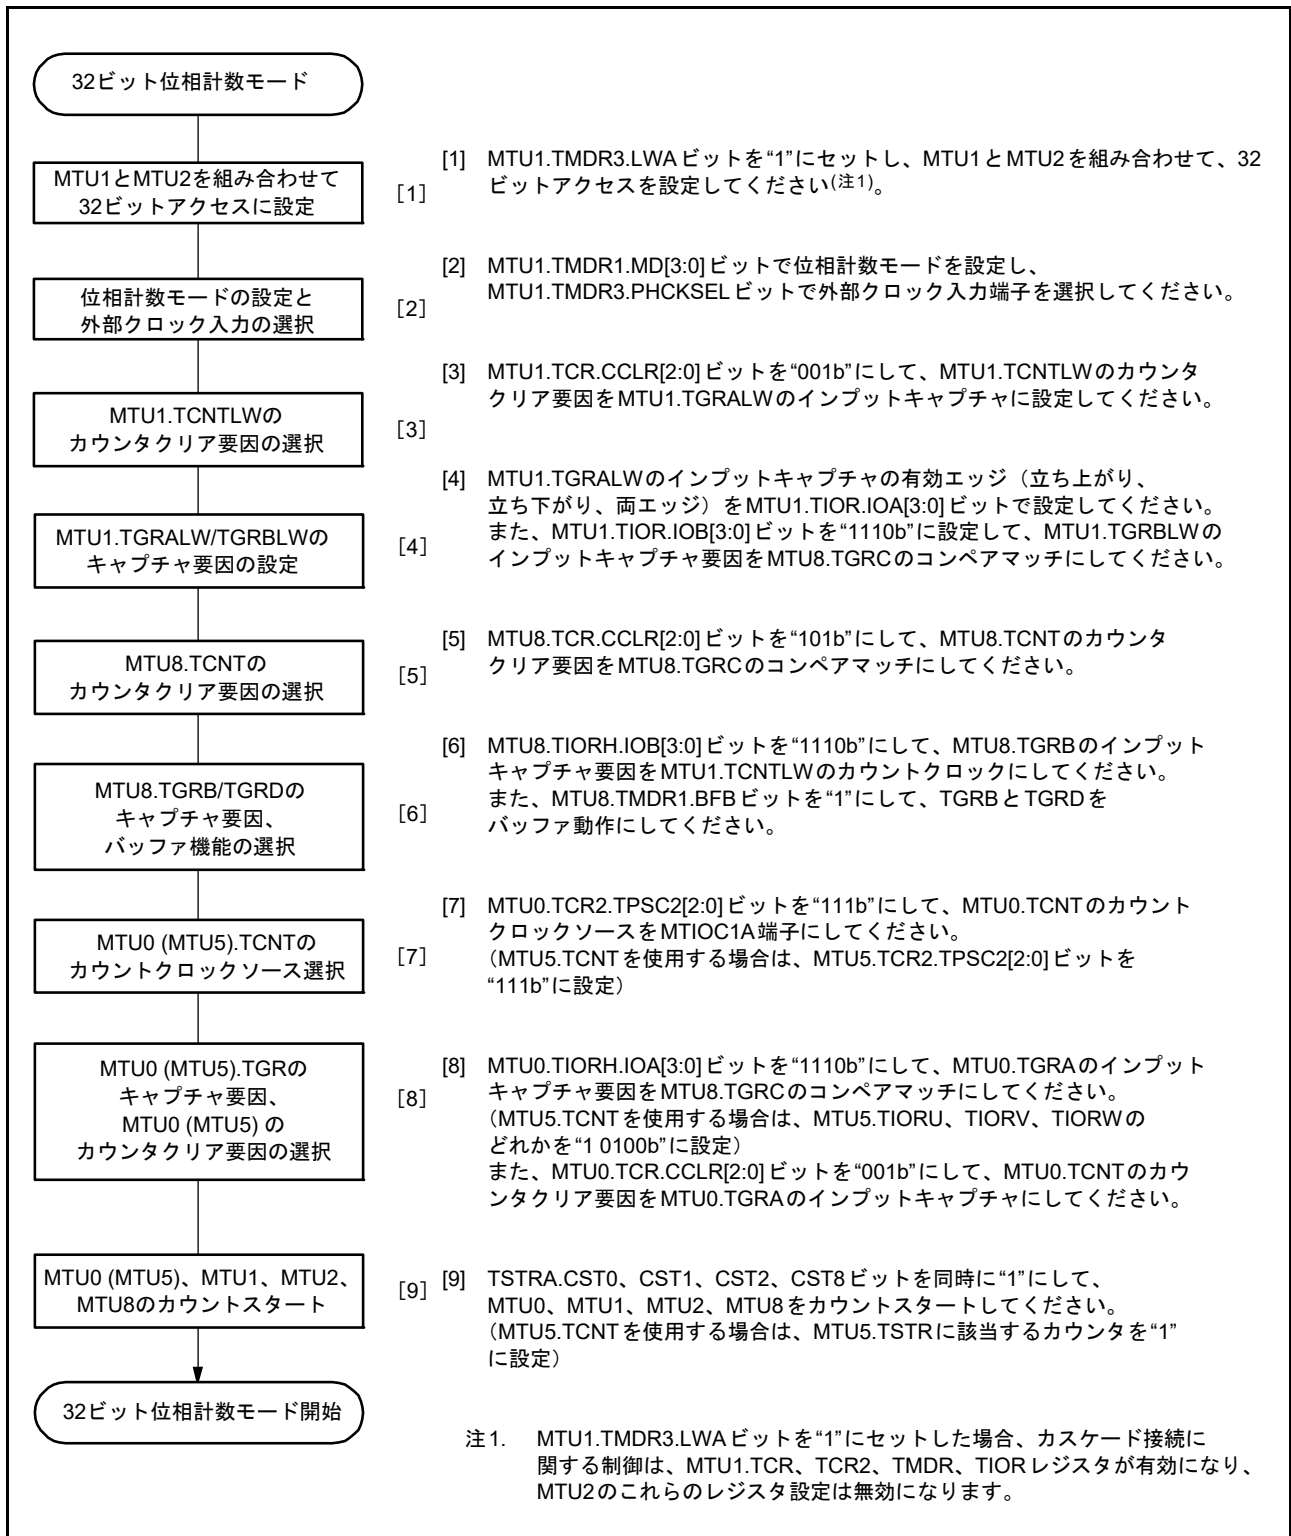 32ビット位相計数モード
MTU1とMTU2を組み合わせて
32ビットアクセスに設定
[1]
[1] MTU1.TMDR3.LWAビットを“1”にセットし、MTU1とMTU2を組み合わせて、32
ビットアクセスを設定してください(注1)。
位相計数モードの設定と
外部クロック入力の選択
[2]
[2] MTU1.TMDR1.MD[3:0]ビットで位相計数モードを設定し、
MTU1.TMDR3.PHCKSELビットで外部クロック入力端子を選択してください。
MTU1.TCNTLWの
カウンタクリア要因の選択
[3]
[3] MTU1.TCR.CCLR[2:0]ビットを“001b”にして、MTU1.TCNTLWのカウンタ
クリア要因をMTU1.TGRALWのインプットキャプチャに設定してください。
MTU1.TGRALW/TGRBLWの
キャプチャ要因の設定
[4]
[4] MTU1.TGRALWのインプットキャプチャの有効エッジ（立ち上がり、
立ち下がり、両エッジ）をMTU1.TIOR.IOA[3:0]ビットで設定してください。
また、MTU1.TIOR.IOB[3:0]ビットを“1110b”に設定して、MTU1.TGRBLWの
インプットキャプチャ要因をMTU8.TGRCのコンペアマッチにしてください。
MTU8.TCNTの
カウンタクリア要因の選択
[5]
[5] MTU8.TCR.CCLR[2:0]ビットを“101b”にして、MTU8.TCNTのカウンタ
クリア要因をMTU8.TGRCのコンペアマッチにしてください。
MTU8.TGRB/TGRDの
キャプチャ要因、
バッファ機能の選択
[6]
[6] MTU8.TIORH.IOB[3:0]ビットを“1110b”にして、MTU8.TGRBのインプット
キャプチャ要因をMTU1.TCNTLWのカウントクロックにしてください。
また、MTU8.TMDR1.BFBビットを“1”にして、TGRBとTGRDを
バッファ動作にしてください。
MTU0 (MTU5).TCNTの
カウントクロックソース選択
[7]
[7] MTU0.TCR2.TPSC2[2:0]ビットを“111b”にして、MTU0.TCNTのカウント
クロックソースをMTIOC1A端子にしてください。
（MTU5.TCNTを使用する場合は、MTU5.TCR2.TPSC2[2:0]ビットを
“111b”に設定）
MTU0 (MTU5).TGRの
キャプチャ要因、
MTU0 (MTU5) の
カウンタクリア要因の選択
[8]
[8] MTU0.TIORH.IOA[3:0]ビットを“1110b”にして、MTU0.TGRAのインプット
キャプチャ要因をMTU8.TGRCのコンペアマッチにしてください。
（MTU5.TCNTを使用する場合は、MTU5.TIORU、TIORV、TIORWの
どれかを“1 0100b”に設定）
また、MTU0.TCR.CCLR[2:0]ビットを“001b”にして、MTU0.TCNTのカウ
ンタクリア要因をMTU0.TGRAのインプットキャプチャにしてください。
MTU0 (MTU5)、MTU1、MTU2、
MTU8のカウントスタート
[9]
[9] TSTRA.CST0、CST1、CST2、CST8ビットを同時に“1”にして、
MTU0、MTU1、MTU2、MTU8をカウントスタートしてください。
（MTU5.TCNTを使用する場合は、MTU5.TSTRに該当するカウンタを“1”
に設定）
32ビット位相計数モード開始
注1. MTU1.TMDR3.LWAビットを“1”にセットした場合、カスケード接続に
関する制御は、MTU1.TCR、TCR2、TMDR、TIORレジスタが有効になり、
MTU2のこれらのレジスタ設定は無効になります。